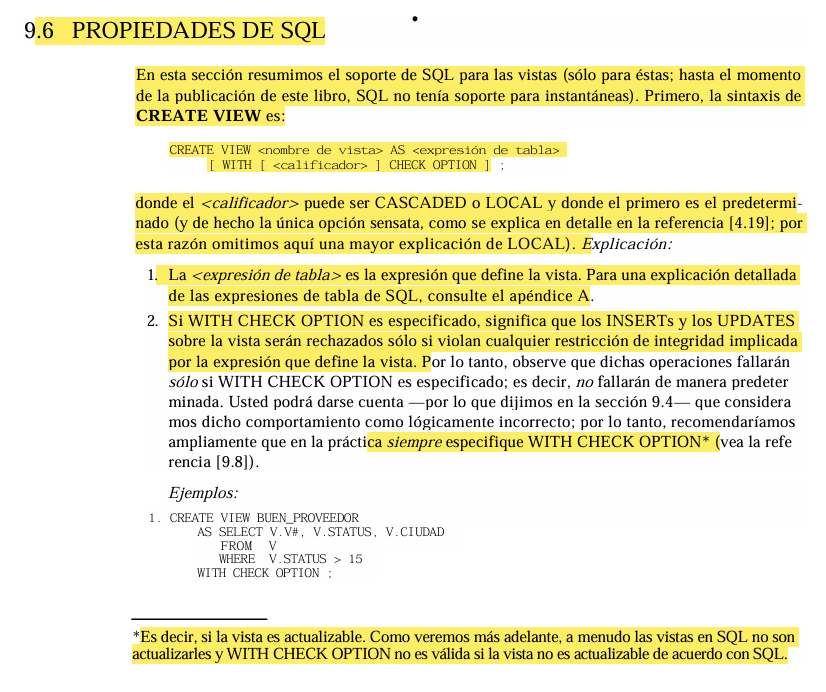 9.6 PROPIEDADES DE SQL
En esta sección resumimos el soporte de SQL para las vistas (sólo para éstas; hasta el momento
de la publicación de este libro, SQL no tenía soporte para instantáneas). Primero, la sintaxis de
CREATE VIEW es:
CREATE VIEW <nombre de vista> AS <expresión de tabla>
[ WITH [ <calificador> ] CHECK OPTION ] ;
donde el <calificador> puede ser CASCADED o LOCAL y donde el primero es el predetermi-
nado (y de hecho la única opción sensata, como se explica en detalle en la referencia [4.19]; por
esta razón omitimos aquí una mayor explicación de LOCAL). Explicación:
1. La <expresión de tabla> es la expresión que define la vista. Para una explicación detallada
de las expresiones de tabla de SQL, consulte el apéndice A.
2. Si WITH CHECK OPTION es especificado, significa que los INSERTs y los UPDATES
sobre la vista serán rechazados sólo si violan cualquier restricción de integridad implicada
por la expresión que define la vista. Por lo tanto, observe que dichas operaciones fallarán
sólo si WITH CHECK OPTION es especificado; es decir, no fallarán de manera predeter
minada. Usted podrá darse cuenta —por lo que dijimos en la sección 9.4— que considera
mos dicho comportamiento como lógicamente incorrecto; por lo tanto, recomendaríamos
ampliamente que en la práctica siempre especifique WITH CHECK OPTION* (vea la refe
rencia [9.8]).
Ejemplos:
1. CREATE VIEW BUEN_PROVEEDOR
AS SELECT V.V#, V.STATUS, V.CIUDAD
FROM V
WHERE V.STATUS > 15
WITH CHECK OPTION ;
*Es decir, si la vista es actualizable. Como veremos más adelante, a menudo las vistas en SQL no son
actualizarles y WITH CHECK OPTION no es válida si la vista no es actualizable de acuerdo con SQL.